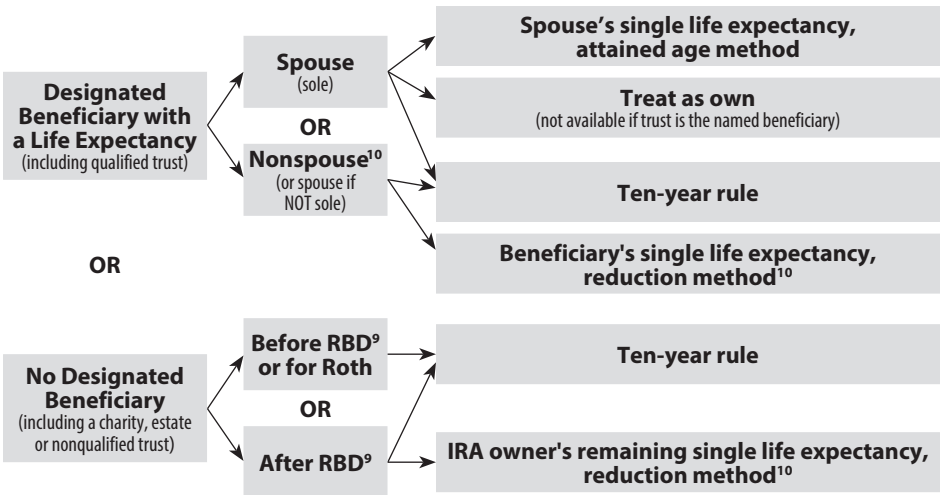 Designated
Beneficiary with
a Life Expectancy
(including qualified trust)
Spouse
(sole)
OR
Nonspouse¹⁰
(or spouse if
NOT sole)
Spouse's single life expectancy,
attained age method
Treat as own
(not available if trust is the named beneficiary)
Ten-year rule
Beneficiary's single life expectancy,
reduction method¹⁰
OR
No Designated
Beneficiary
(including a charity, estate
or nonqualified trust)
Before RBD⁹
or for Roth
OR
After RBD⁹
Ten-year rule
IRA owner's remaining single life expectancy,
reduction method¹⁰